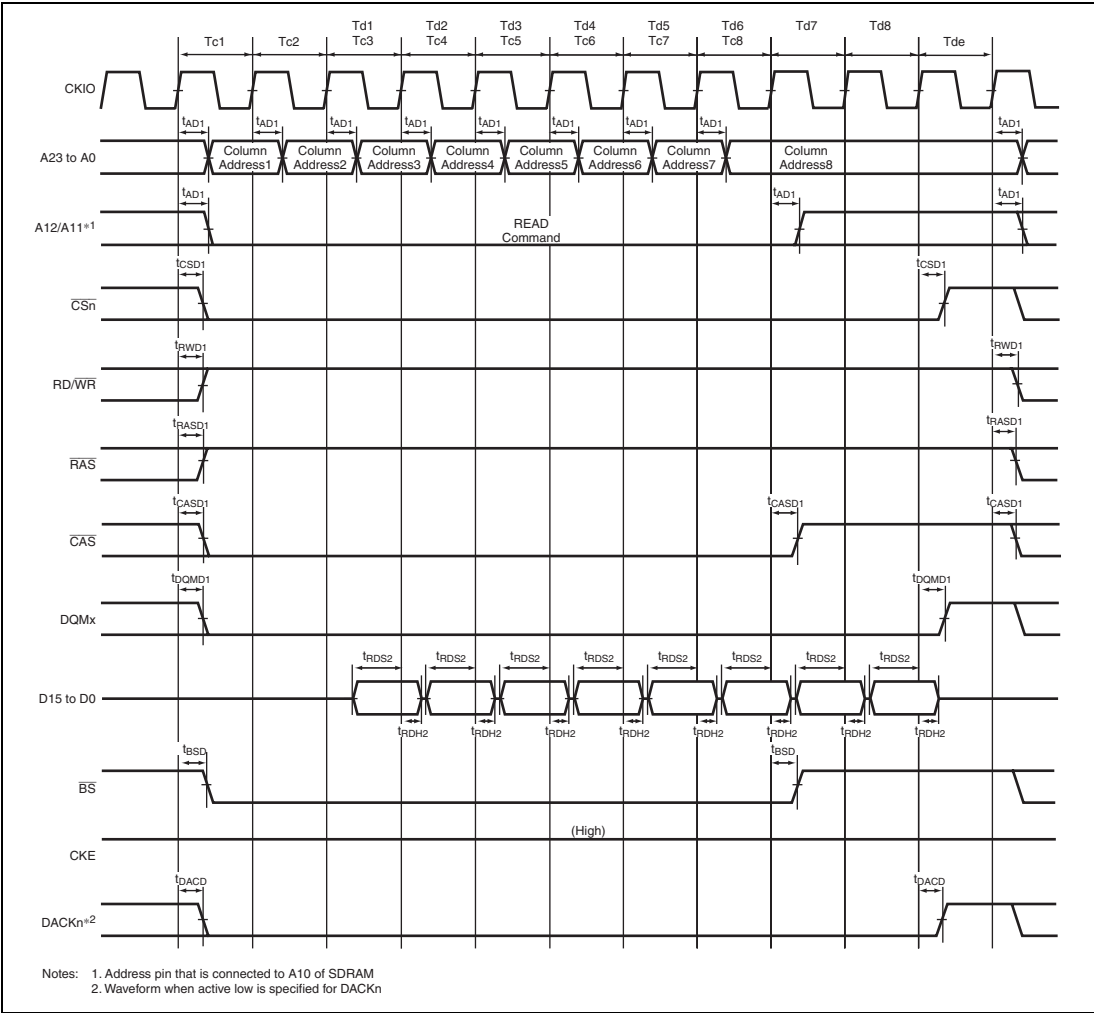 Td1 Td2 Td3 Td4 Td5 Td6 Td7 Td8
Tc1 Tc2 Tc3 Tc4 Tc5 Tc6 Tc7 Tc8 Tde
CKIO
tAD1 tAD1 tAD1 tAD1 tAD1 tAD1 tAD1 tAD1 tAD1
A23 to A0
Column Address1
Column Address2
Column Address3
Column Address4
Column Address5
Column Address6
Column Address7
Column Address8
tAD1 tAD1 tAD1
A12/A11*1
READ
Command
tCSD1 tCSD1
CSn
tRWD1 tRWD1
RD/WR
tRASD1 tRASD1
RAS
tCASD1 tCASD1 tCASD1
CAS
tDQMD1 tDQMD1
DQMx
tRDS2 tRDS2 tRDS2 tRDS2 tRDS2 tRDS2 tRDS2 tRDS2
D15 to D0
tRDH2 tRDH2 tRDH2 tRDH2 tRDH2 tRDH2 tRDH2 tRDH2
tBSD tBSD
BS
(High)
CKE
tDACD tDACD
DACKn*2
Notes: 1. Address pin that is connected to A10 of SDRAM
2. Waveform when active low is specified for DACKn